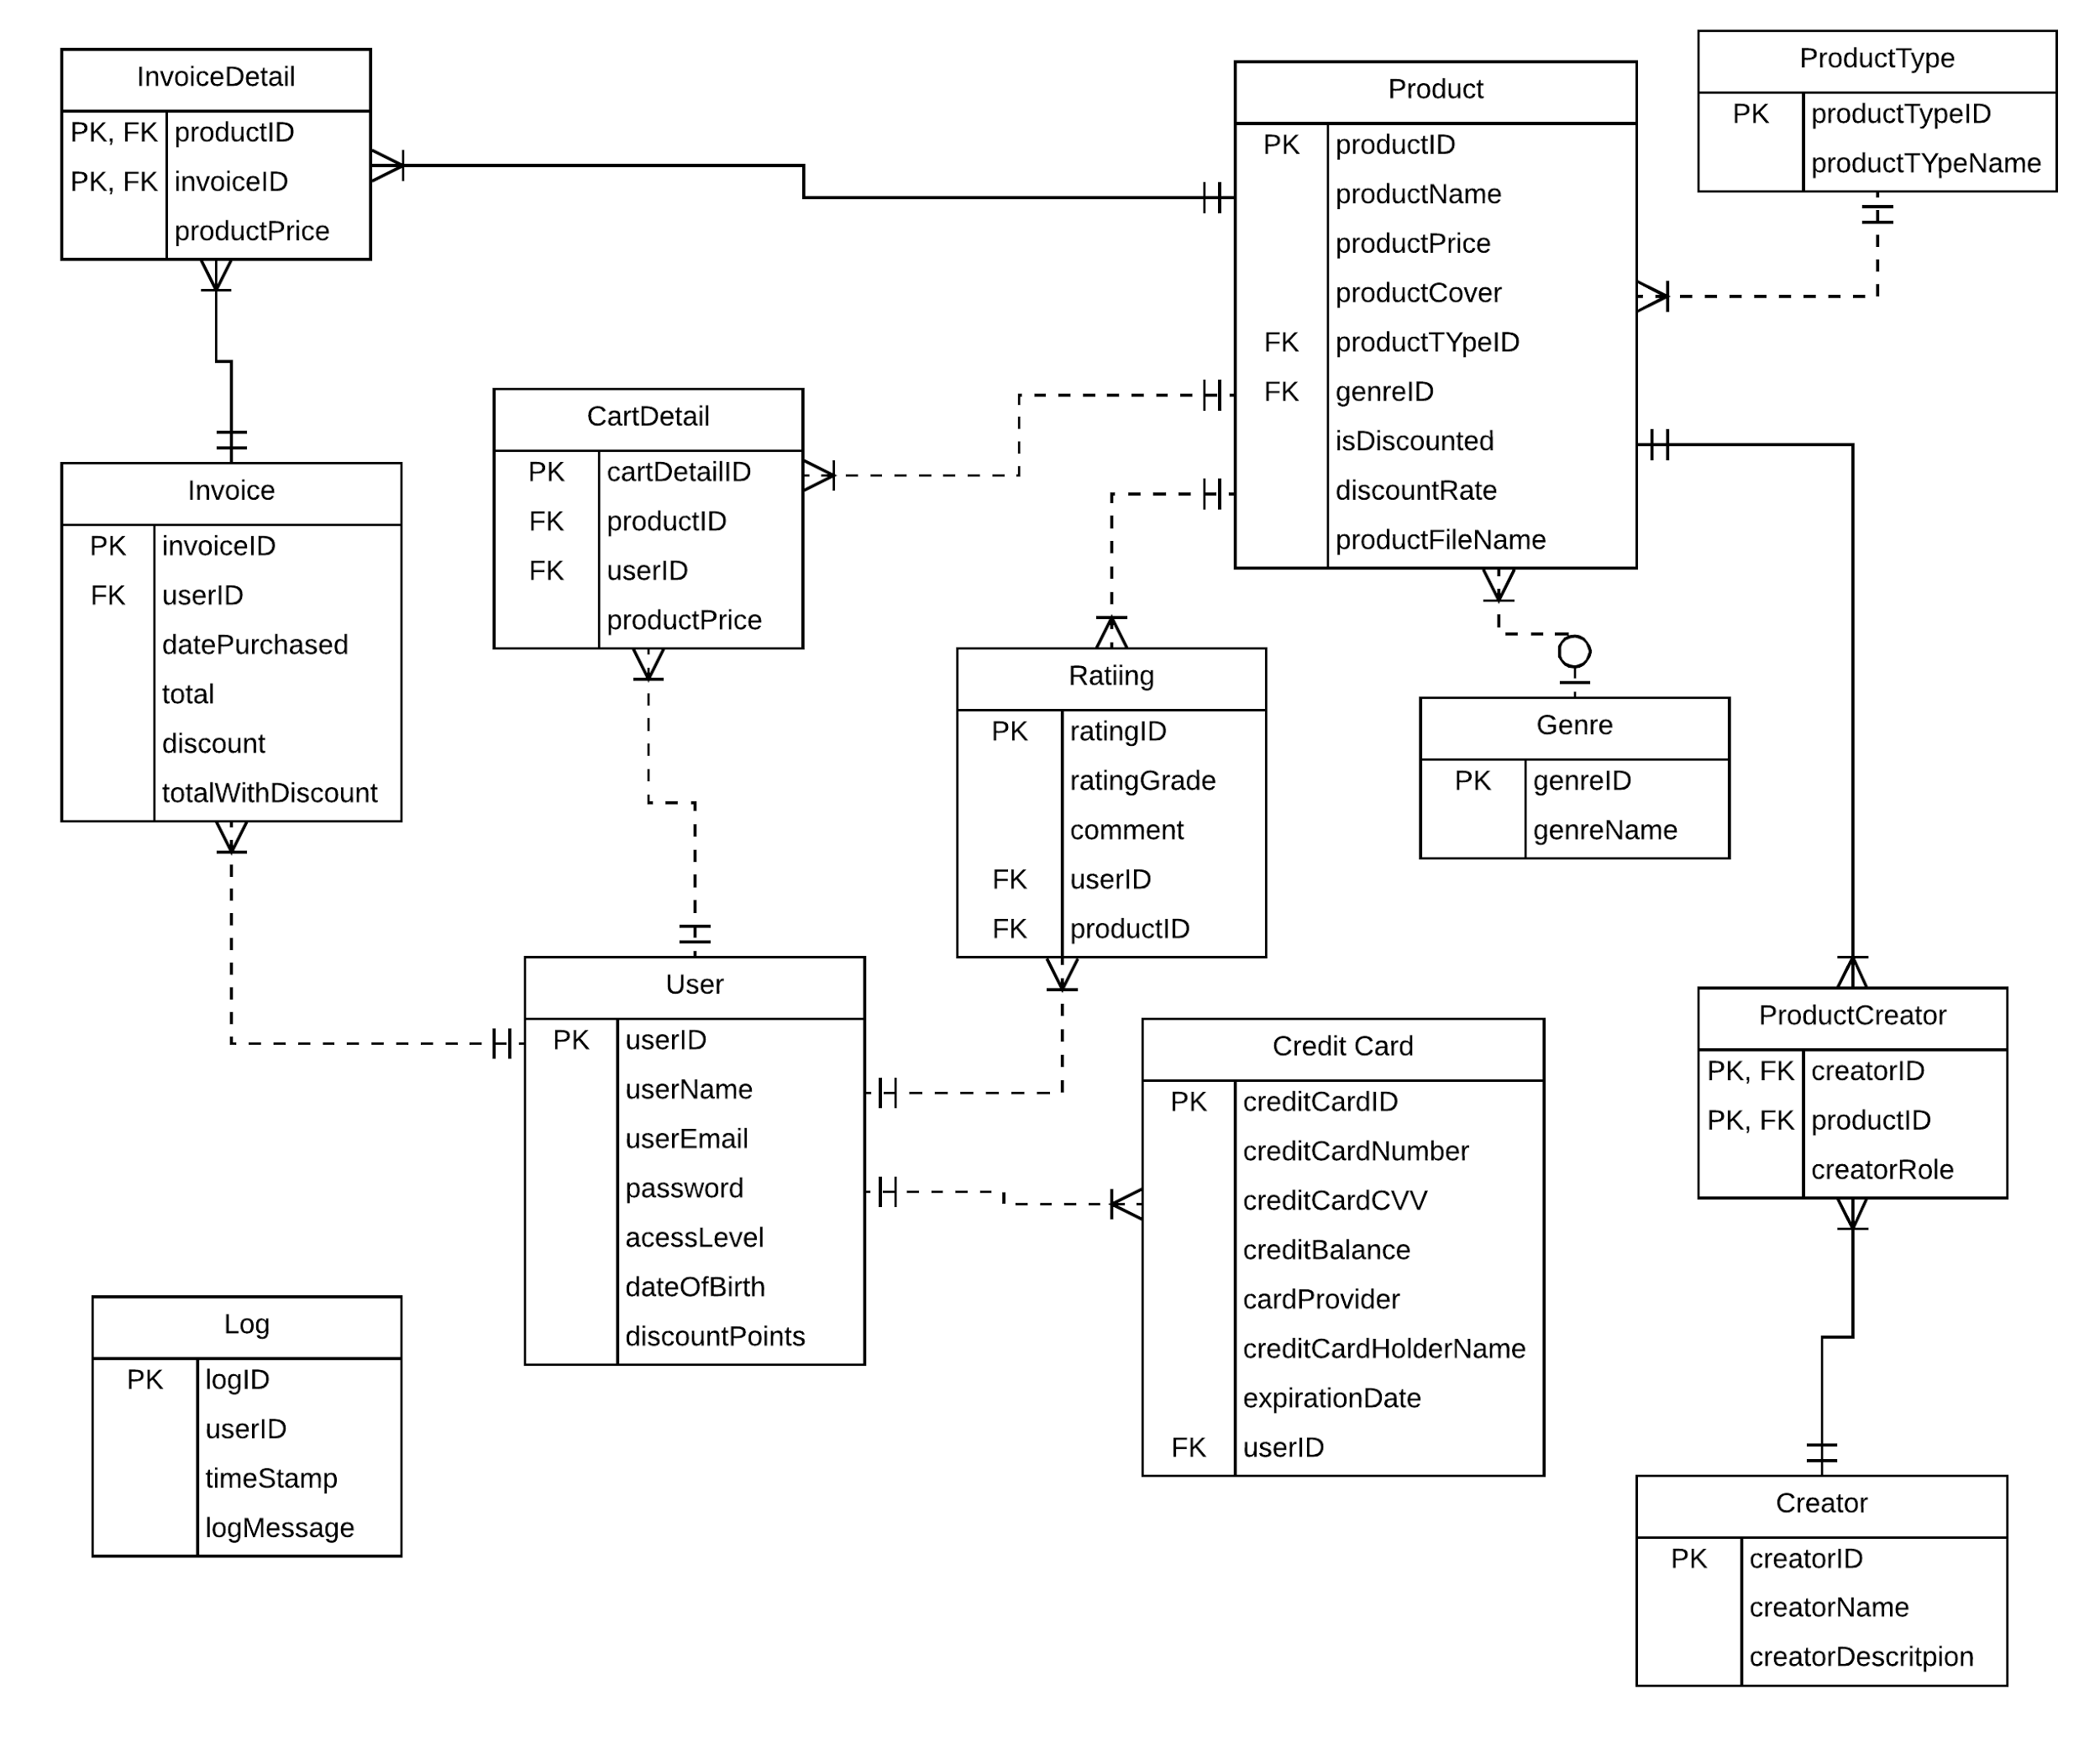 InvoiceDetail
PK, FK productID
PK, FK invoiceID
productPrice
Product
PK productID
productName
productPrice
productCover
FK productTYpeID
FK genreID
isDiscounted
discountRate
productFileName
ProductType
PK productTypeID
productTYpeName
CartDetail
PK cartDetailID
FK productID
FK userID
productPrice
Invoice
PK invoiceID
FK userID
datePurchased
total
discount
totalWithDiscount
Ratiing
PK ratingID
ratingGrade
comment
FK userID
FK productID
Genre
PK genreID
genreName
User
PK userID
userName
userEmail
password
acessLevel
dateOfBirth
discountPoints
Credit Card
PK creditCardID
creditCardNumber
creditCardCVV
creditBalance
cardProvider
creditCardHolderName
expirationDate
FK userID
ProductCreator
PK, FK creatorID
PK, FK productID
creatorRole
Log
PK logID
userID
timeStamp
logMessage
Creator
PK creatorID
creatorName
creatorDescritpion